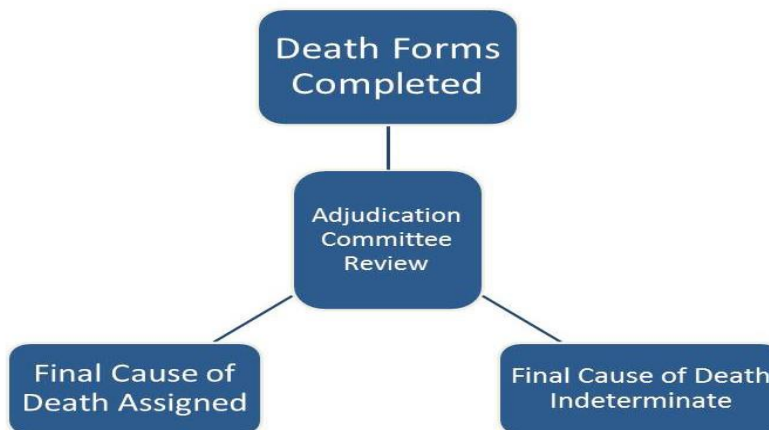 Death Forms
Completed
Adjudication
Committee
Review
Final Cause of
Death Assigned
Final Cause of Death
Indeterminate